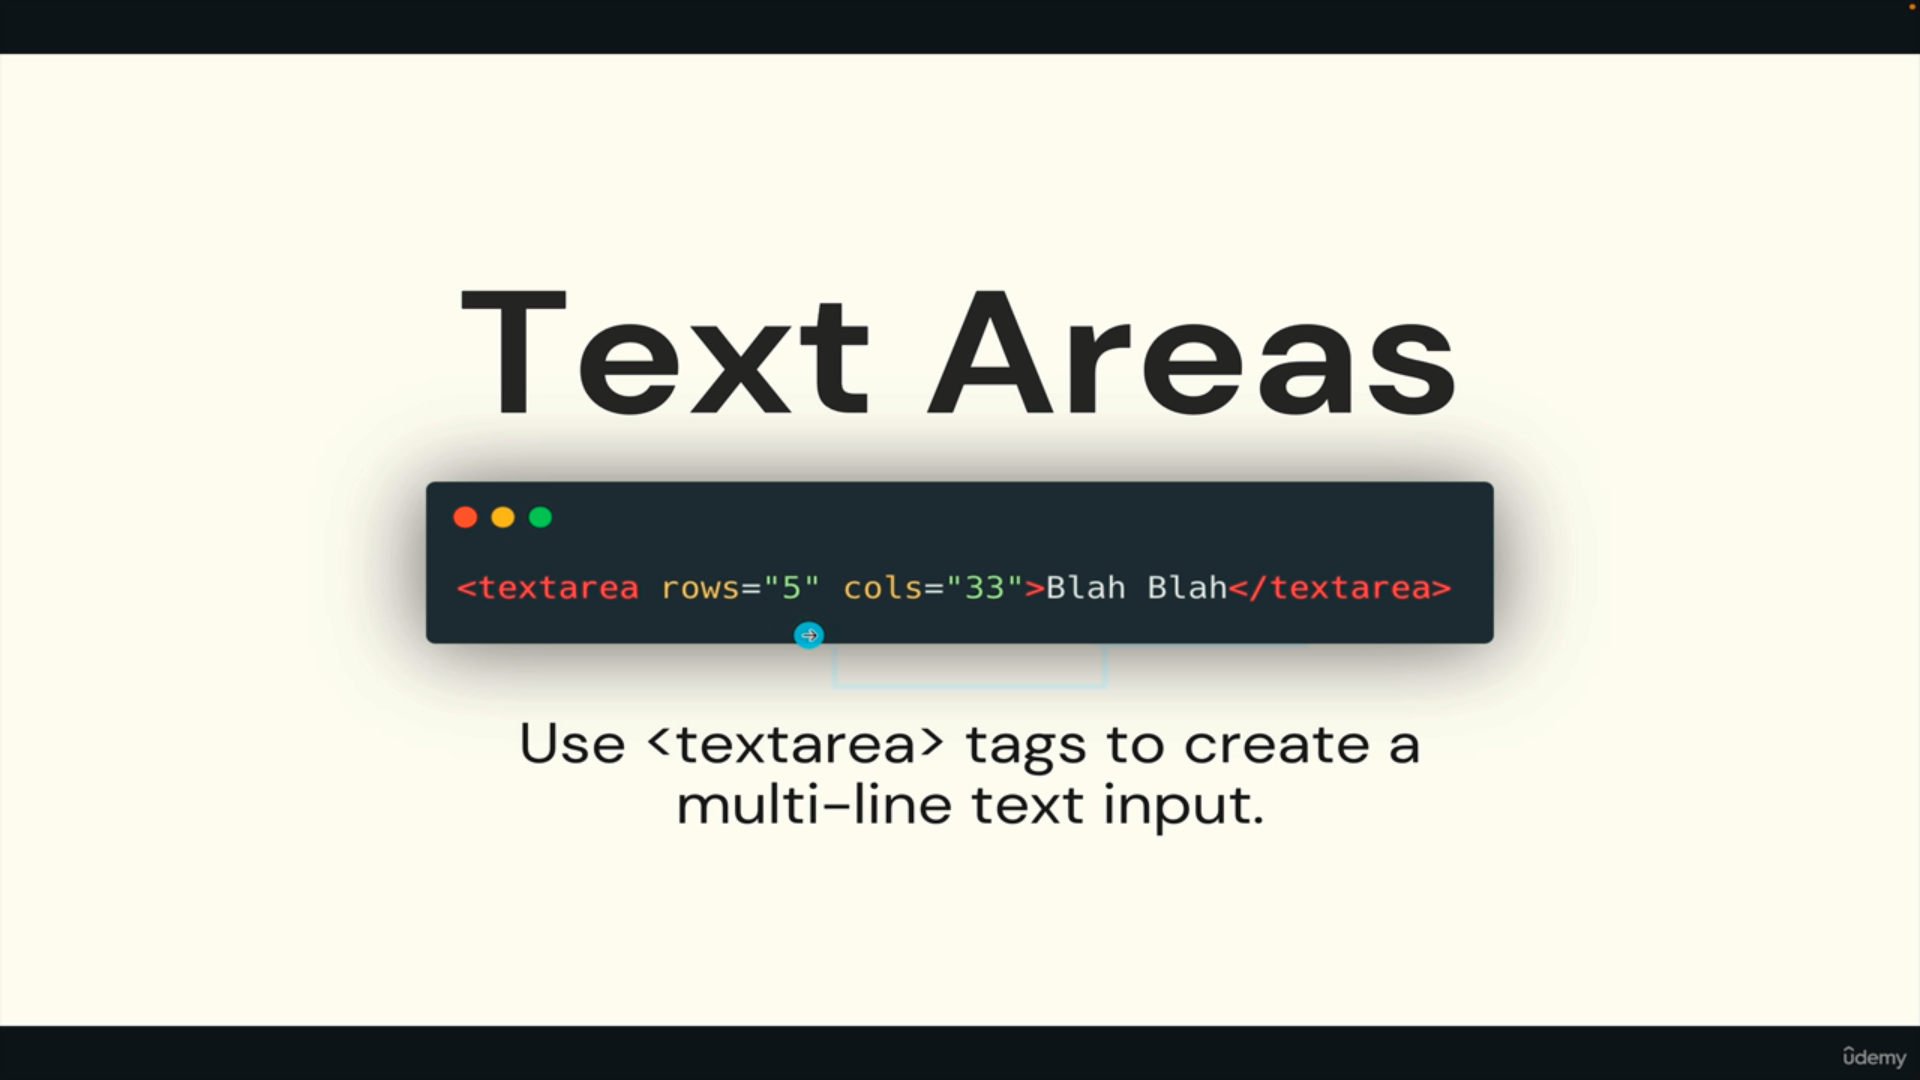 Text Areas
<textarea rows="5" cols="33">Blah Blah</textarea>
Use <textarea> tags to create a
multi-line text input.
ûdemy